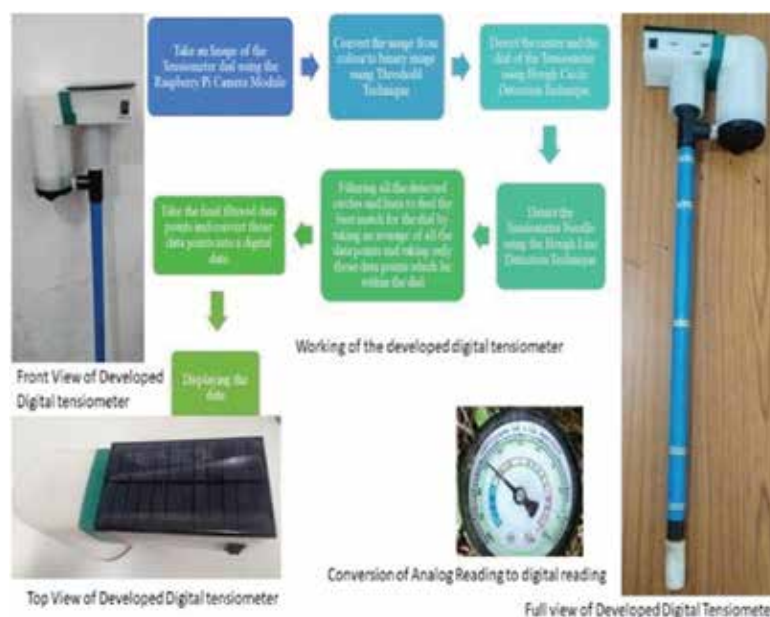 Take an Image of the
Tensiometer dial using the
Raspberry Pi Camera Module
Convert the image from
colour to binary image
using Threshold
Technique
Detect the center and the
dial of the Tensiometer
using Hough Circle
Detection Technique
Detect the
Tensiometer Needle
using the Hough Line
Detection Technique
Filtering all the detected
circles and lines to find the
best match for the dial by
taking an average of all the
data points and taking only
those data points which lie
within the dial
Take the final filtered data
points and convert these
data points into a digital
data
Displaying the
data
Working of the developed digital tensiometer
Front View of Developed
Digital tensiometer
Top View of Developed Digital tensiometer
Conversion of Analog Reading to digital reading
Full view of Developed Digital Tensiometer